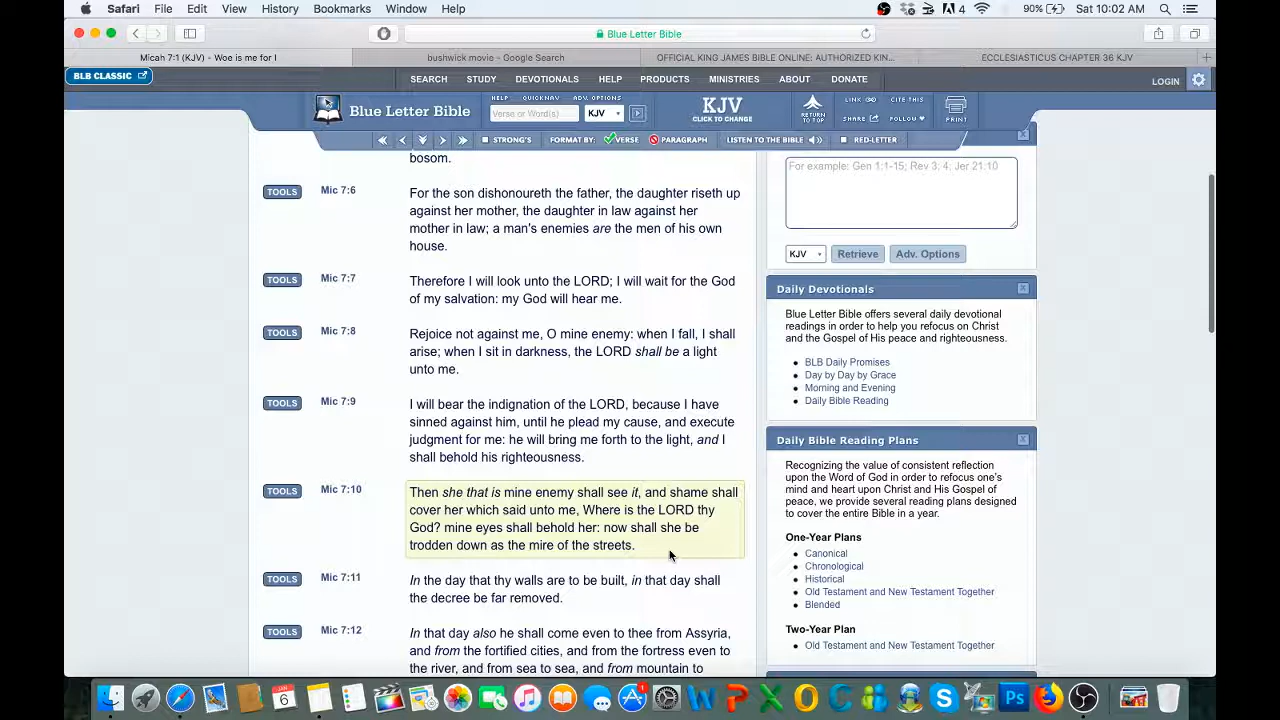 Safari File Edit View History Bookmarks Window Help
4 90% Sat 10:02 AM
Blue Letter Bible
Micah 7:1 (KJV) - Woe is me for I
bushwick movie - Google Search
OFFICIAL KING JAMES BIBLE ONLINE: AUTHORIZED KIN...
ECCLESIASTICUS CHAPTER 36 KJV
BLB CLASSIC
SEARCH STUDY DEVOTIONALS HELP PRODUCTS MINISTRIES ABOUT DONATE
LOGIN
Blue Letter Bible
HELP QUICKNAV ADV. OPTIONS
Verse or Word(s) KJV
KJV
CLICK TO CHANGE
RETURN
TO TOP
LINK CITE THIS
SHARE FOLLOW
PRINT
STRONG'S FORMAT BY: VERSE PARAGRAPH LISTEN TO THE BIBLE RED-LETTER
bosom.
TOOLS Mic 7:6 For the son dishonoureth the father, the daughter riseth up
against her mother, the daughter in law against her
mother in law; a man's enemies are the men of his own
house.
TOOLS Mic 7:7 Therefore I will look unto the LORD; I will wait for the God
of my salvation: my God will hear me.
TOOLS Mic 7:8 Rejoice not against me, O mine enemy: when I fall, I shall
arise; when I sit in darkness, the LORD shall be a light
unto me.
TOOLS Mic 7:9 I will bear the indignation of the LORD, because I have
sinned against him, until he plead my cause, and execute
judgment for me: he will bring me forth to the light, and I
shall behold his righteousness.
TOOLS Mic 7:10 Then she that is mine enemy shall see it, and shame shall
cover her which said unto me, Where is the LORD thy
God? mine eyes shall behold her: now shall she be
trodden down as the mire of the streets.
TOOLS Mic 7:11 In the day that thy walls are to be built, in that day shall
the decree be far removed.
TOOLS Mic 7:12 In that day also he shall come even to thee from Assyria,
and from the fortified cities, and from the fortress even to
the river, and from sea to sea, and from mountain to
For example: Gen 1:1-15; Rev 3; 4; Jer 21:10
KJV Retrieve Adv. Options
Daily Devotionals
Blue Letter Bible offers several daily devotional
readings in order to help you refocus on Christ
and the Gospel of His peace and righteousness.
BLB Daily Promises
Day by Day by Grace
Morning and Evening
Daily Bible Reading
Daily Bible Reading Plans
Recognizing the value of consistent reflection
upon the Word of God in order to refocus one's
mind and heart upon Christ and His Gospel of
peace, we provide several reading plans designed
to cover the entire Bible in a year.
One-Year Plans
Canonical
Chronological
Historical
Old Testament and New Testament Together
Blended
Two-Year Plan
Old Testament and New Testament Together